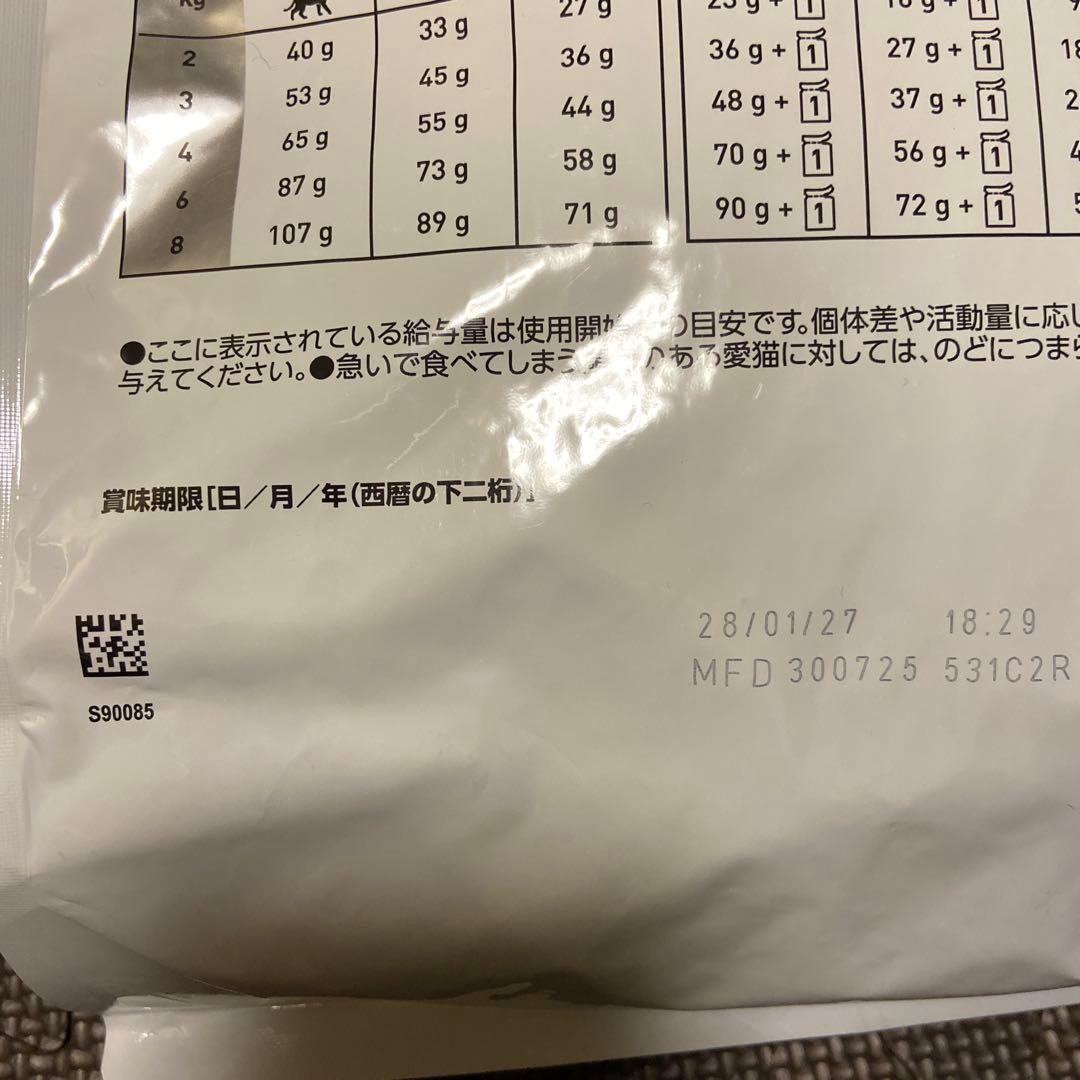 kg 27 g 25 g + 1 1
2 40 g 33 g 36 g 36 g + 1 27 g + 1
3 53 g 45 g 44 g 48 g + 1 37 g + 1
4 65 g 55 g 58 g 70 g + 1 56 g + 1
6 87 g 73 g 71 g 90 g + 1 72 g + 1
8 107 g 89 g
●ここに表示されている給与量は使用開始 の目安です。個体差や活動量に応じ
与えてください。●急いで食べてしまう のある愛猫に対しては、のどにつまら
賞味期限[日/月/年(西暦の下二桁)]
28/01/27 18:29
MFD 300725 531C2R
S90085